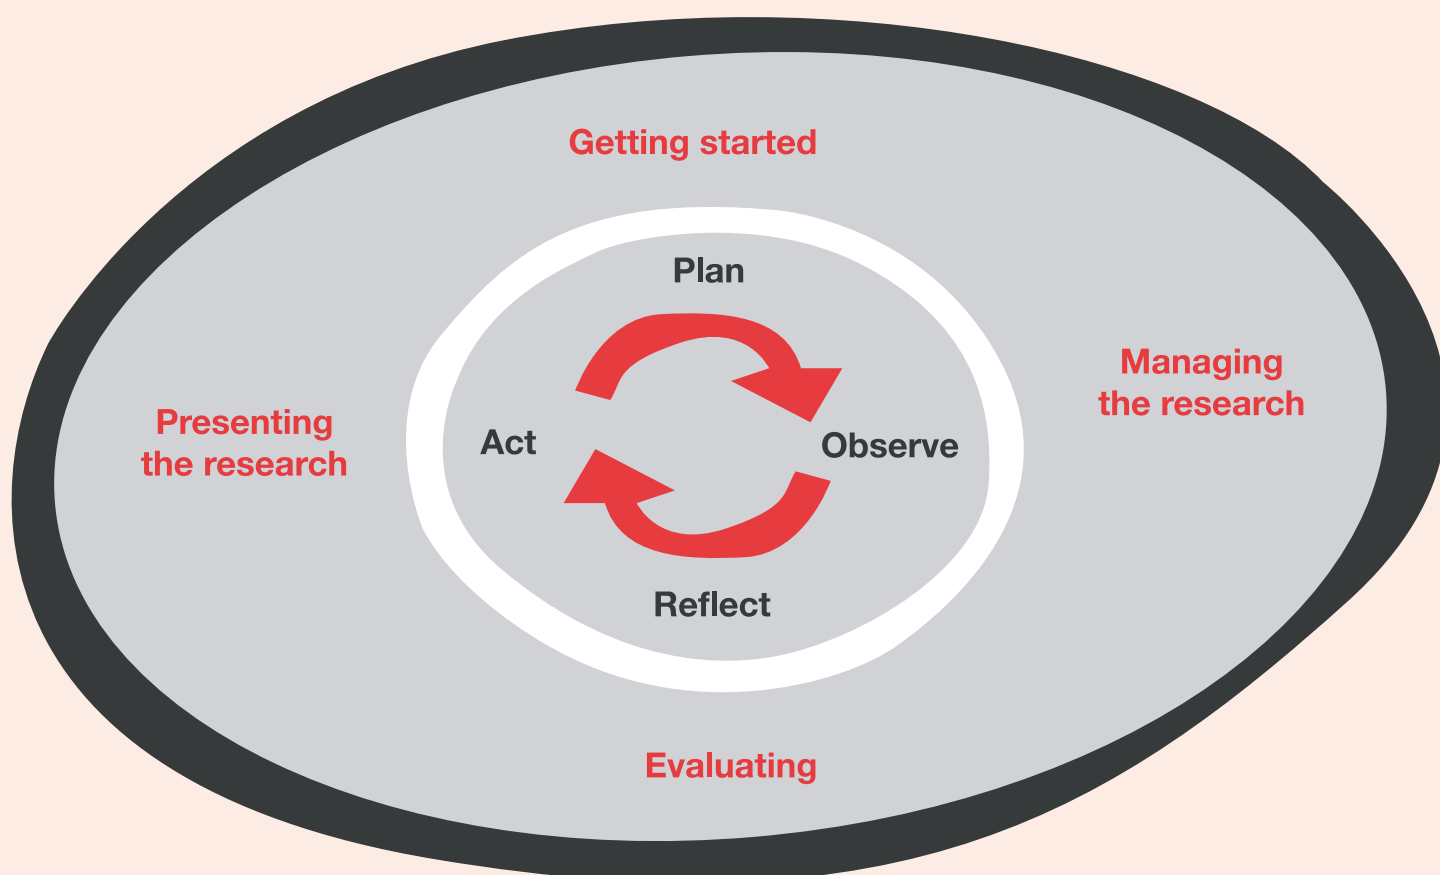 Getting started
Plan
Managing
the research
Presenting
the research
Act
Observe
Reflect
Evaluating